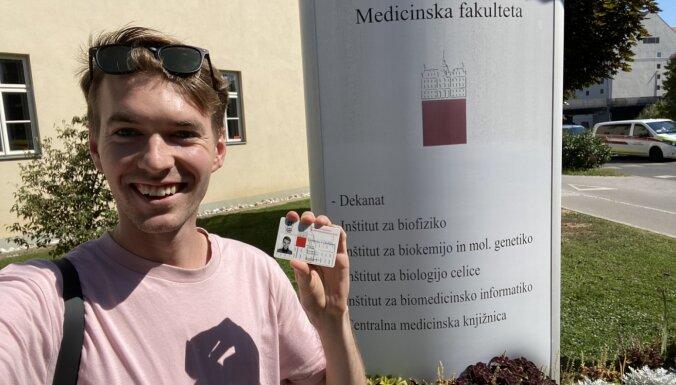 Medicinska fakulteta
- Dekanat
Inštitut za biofiziko
Inštitut za biokemijo in mol. genetiko
Inštitut za biologijo celice
Inštitut za biomedicinsko informatiko
Centralna medicinska knjižnica